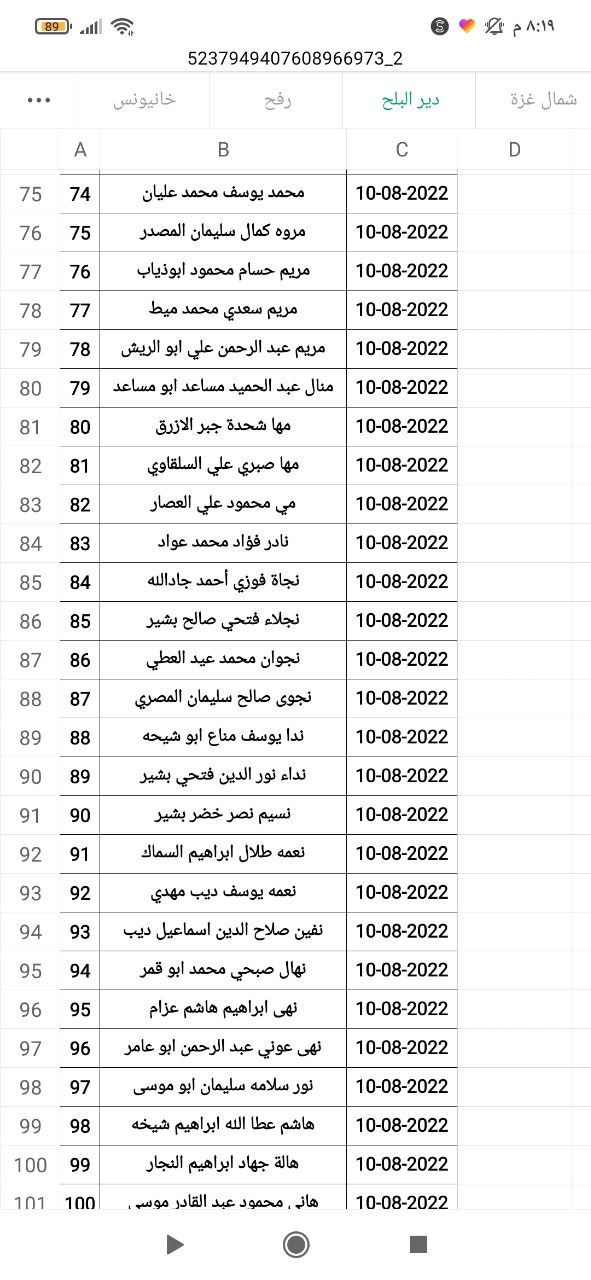 89 م ٨:١٩
5237949407608966973_2
شمال غزة دير البلح رفح خانيونس ...
A B C D
75 74 محمد يوسف محمد عليان 10-08-2022
76 75 مروه كمال سليمان المصدر 10-08-2022
77 76 مريم حسام محمود ابوذياب 10-08-2022
78 77 مريم سعدي محمد ميط 10-08-2022
79 78 مريم عبد الرحمن علي ابو الريش 10-08-2022
80 79 منال عبد الحميد مساعد ابو مساعد 10-08-2022
81 80 مها شحدة جبر الازرق 10-08-2022
82 81 مها صبري علي السلقاوي 10-08-2022
83 82 مي محمود علي العصار 10-08-2022
84 83 نادر فؤاد محمد عواد 10-08-2022
85 84 نجاة فوزي أحمد جادالله 10-08-2022
86 85 نجلاء فتحي صالح بشير 10-08-2022
87 86 نجوان محمد عيد العطي 10-08-2022
88 87 نجوى صالح سليمان المصري 10-08-2022
89 88 ندا يوسف مناع ابو شيحه 10-08-2022
90 89 نداء نور الدين فتحي بشير 10-08-2022
91 90 نسيم نصر خضر بشير 10-08-2022
92 91 نعمه طلال ابراهيم السماك 10-08-2022
93 92 نعمه يوسف ديب مهدي 10-08-2022
94 93 نفين صلاح الدين اسماعيل ديب 10-08-2022
95 94 نهال صبحي محمد ابو قمر 10-08-2022
96 95 نهى ابراهيم هاشم عزام 10-08-2022
97 96 نهى عوني عبد الرحمن ابو عامر 10-08-2022
98 97 نور سلامه سليمان ابو موسى 10-08-2022
99 98 هاشم عطا الله ابراهيم شيخه 10-08-2022
100 99 هالة جهاد ابراهيم النجار 10-08-2022
101 100 هاني محمود عبد القادر موسى 10-08-2022